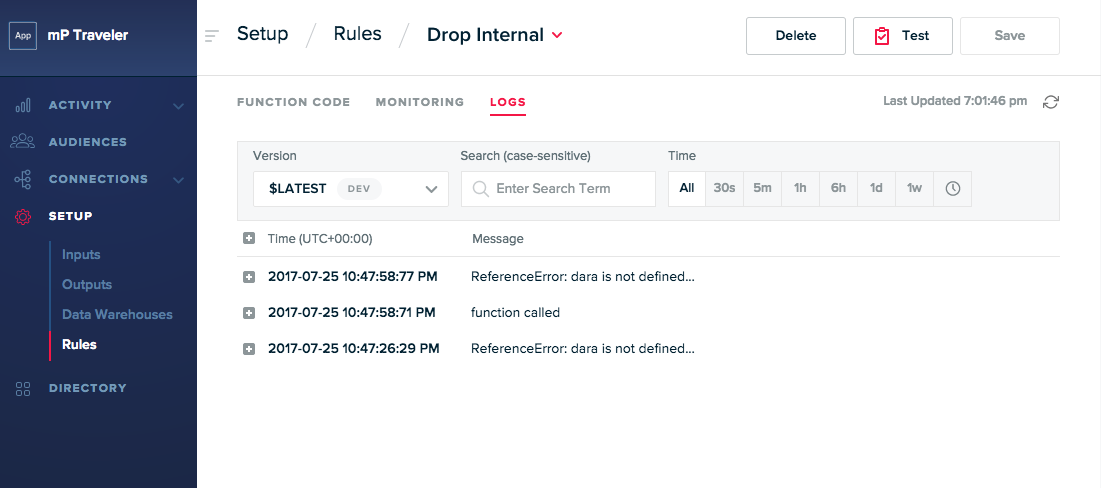 App mP Traveler
Setup / Rules / Drop Internal
Delete
Test
Save
ACTIVITY
AUDIENCES
CONNECTIONS
SETUP
Inputs
Outputs
Data Warehouses
Rules
DIRECTORY
FUNCTION CODE MONITORING LOGS
Last Updated 7:01:46 pm
Version Search (case-sensitive) Time
$LATEST DEV Enter Search Term All 30s 5m 1h 6h 1d 1w
Time (UTC+00:00) Message
2017-07-25 10:47:58:77 PM ReferenceError: dara is not defined...
2017-07-25 10:47:58:71 PM function called
2017-07-25 10:47:26:29 PM ReferenceError: dara is not defined...